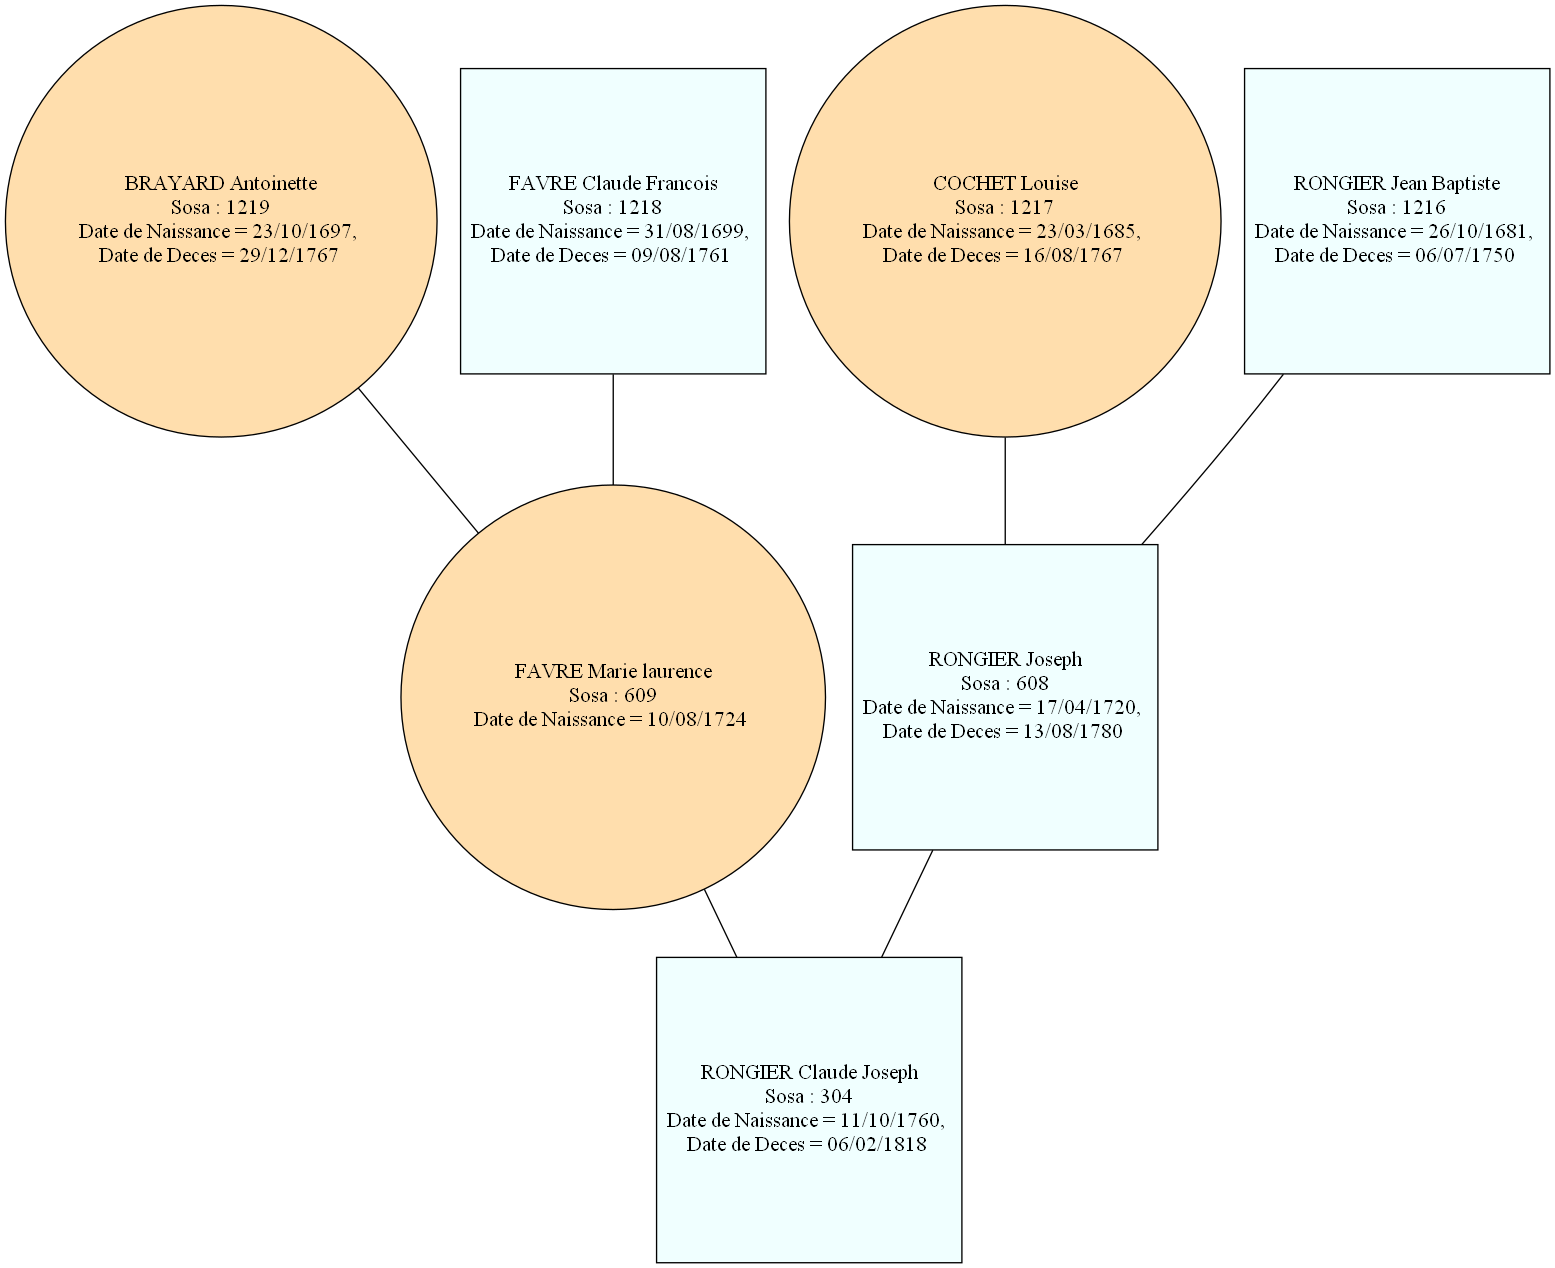 BRAYARD Antoinette
Sosa : 1219
Date de Naissance = 23/10/1697,
Date de Deces = 29/12/1767
FAVRE Claude Francois
Sosa : 1218
Date de Naissance = 31/08/1699,
Date de Deces = 09/08/1761
COCHET Louise
Sosa : 1217
Date de Naissance = 23/03/1685,
Date de Deces = 16/08/1767
RONGIER Jean Baptiste
Sosa : 1216
Date de Naissance = 26/10/1681,
Date de Deces = 06/07/1750
FAVRE Marie laurence
Sosa : 609
Date de Naissance = 10/08/1724
RONGIER Joseph
Sosa : 608
Date de Naissance = 17/04/1720,
Date de Deces = 13/08/1780
RONGIER Claude Joseph
Sosa : 304
Date de Naissance = 11/10/1760,
Date de Deces = 06/02/1818